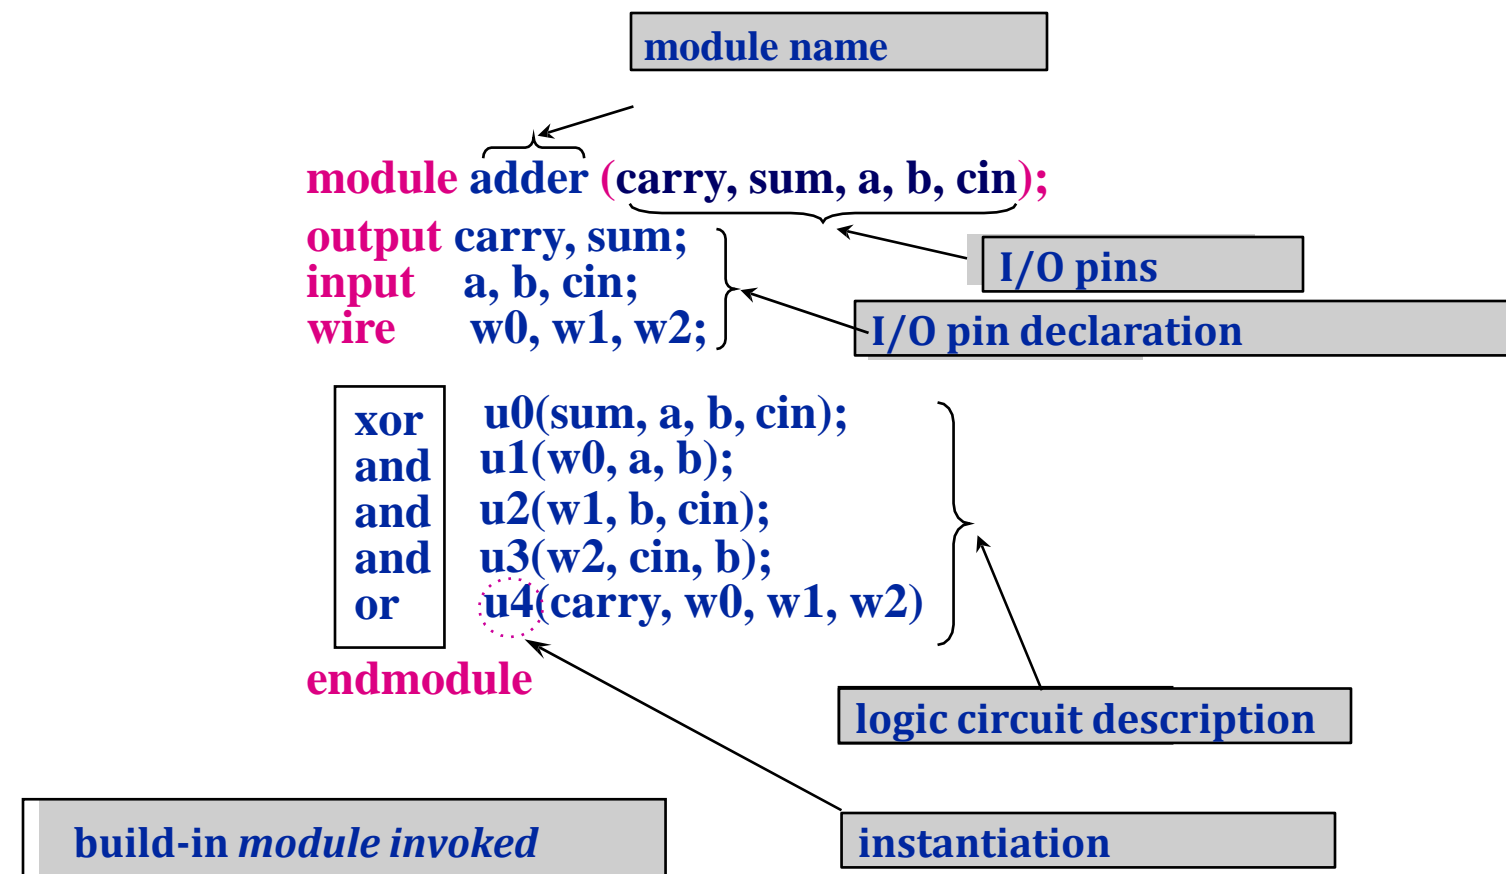 module name
module adder (carry, sum, a, b, cin);
output carry, sum;
I/O pins
input a, b, cin;
wire w0, w1, w2;
I/O pin declaration
xor u0(sum, a, b, cin);
and u1(w0, a, b);
and u2(w1, b, cin);
and u3(w2, cin, b);
or u4(carry, w0, w1, w2)
endmodule
logic circuit description
build-in module invoked
instantiation